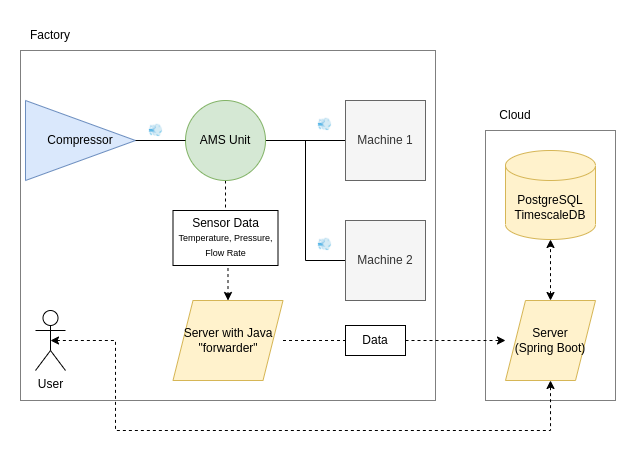 Factory
Compressor
AMS Unit
Machine 1
Cloud
PostgreSQL
TimescaleDB
Sensor Data
Temperature, Pressure,
Flow Rate
Machine 2
Server with Java
"forwarder"
Data
Server
(Spring Boot)
User